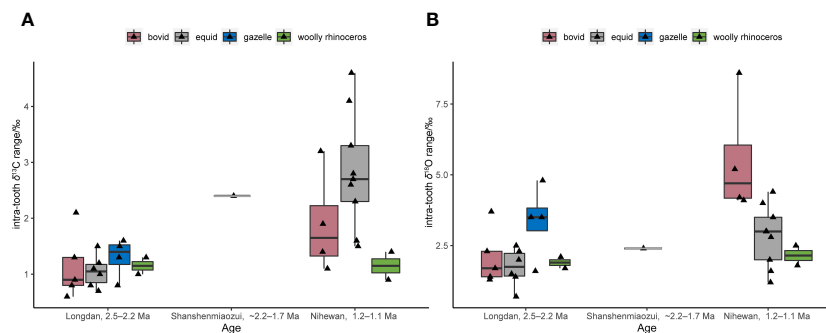 A
bovid equid gazelle woolly rhinoceros
intra-tooth δ¹³C range/‰
4
3
2
1
Longdan, 2.5–2.2 Ma Shanshenmiaozui, ~2.2–1.7 Ma Nihewan, 1.2–1.1 Ma
Age
B
bovid equid gazelle woolly rhinoceros
intra-tooth δ¹⁸O range/‰
7.5
5.0
2.5
Longdan, 2.5–2.2 Ma Shanshenmiaozui, ~2.2–1.7 Ma Nihewan, 1.2–1.1 Ma
Age